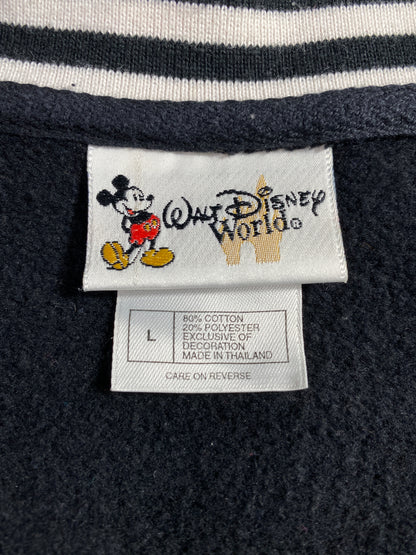 Walt Disney
World®
L
80% COTTON
20% POLYESTER
EXCLUSIVE OF
DECORATION
MADE IN THAILAND
CARE ON REVERSE